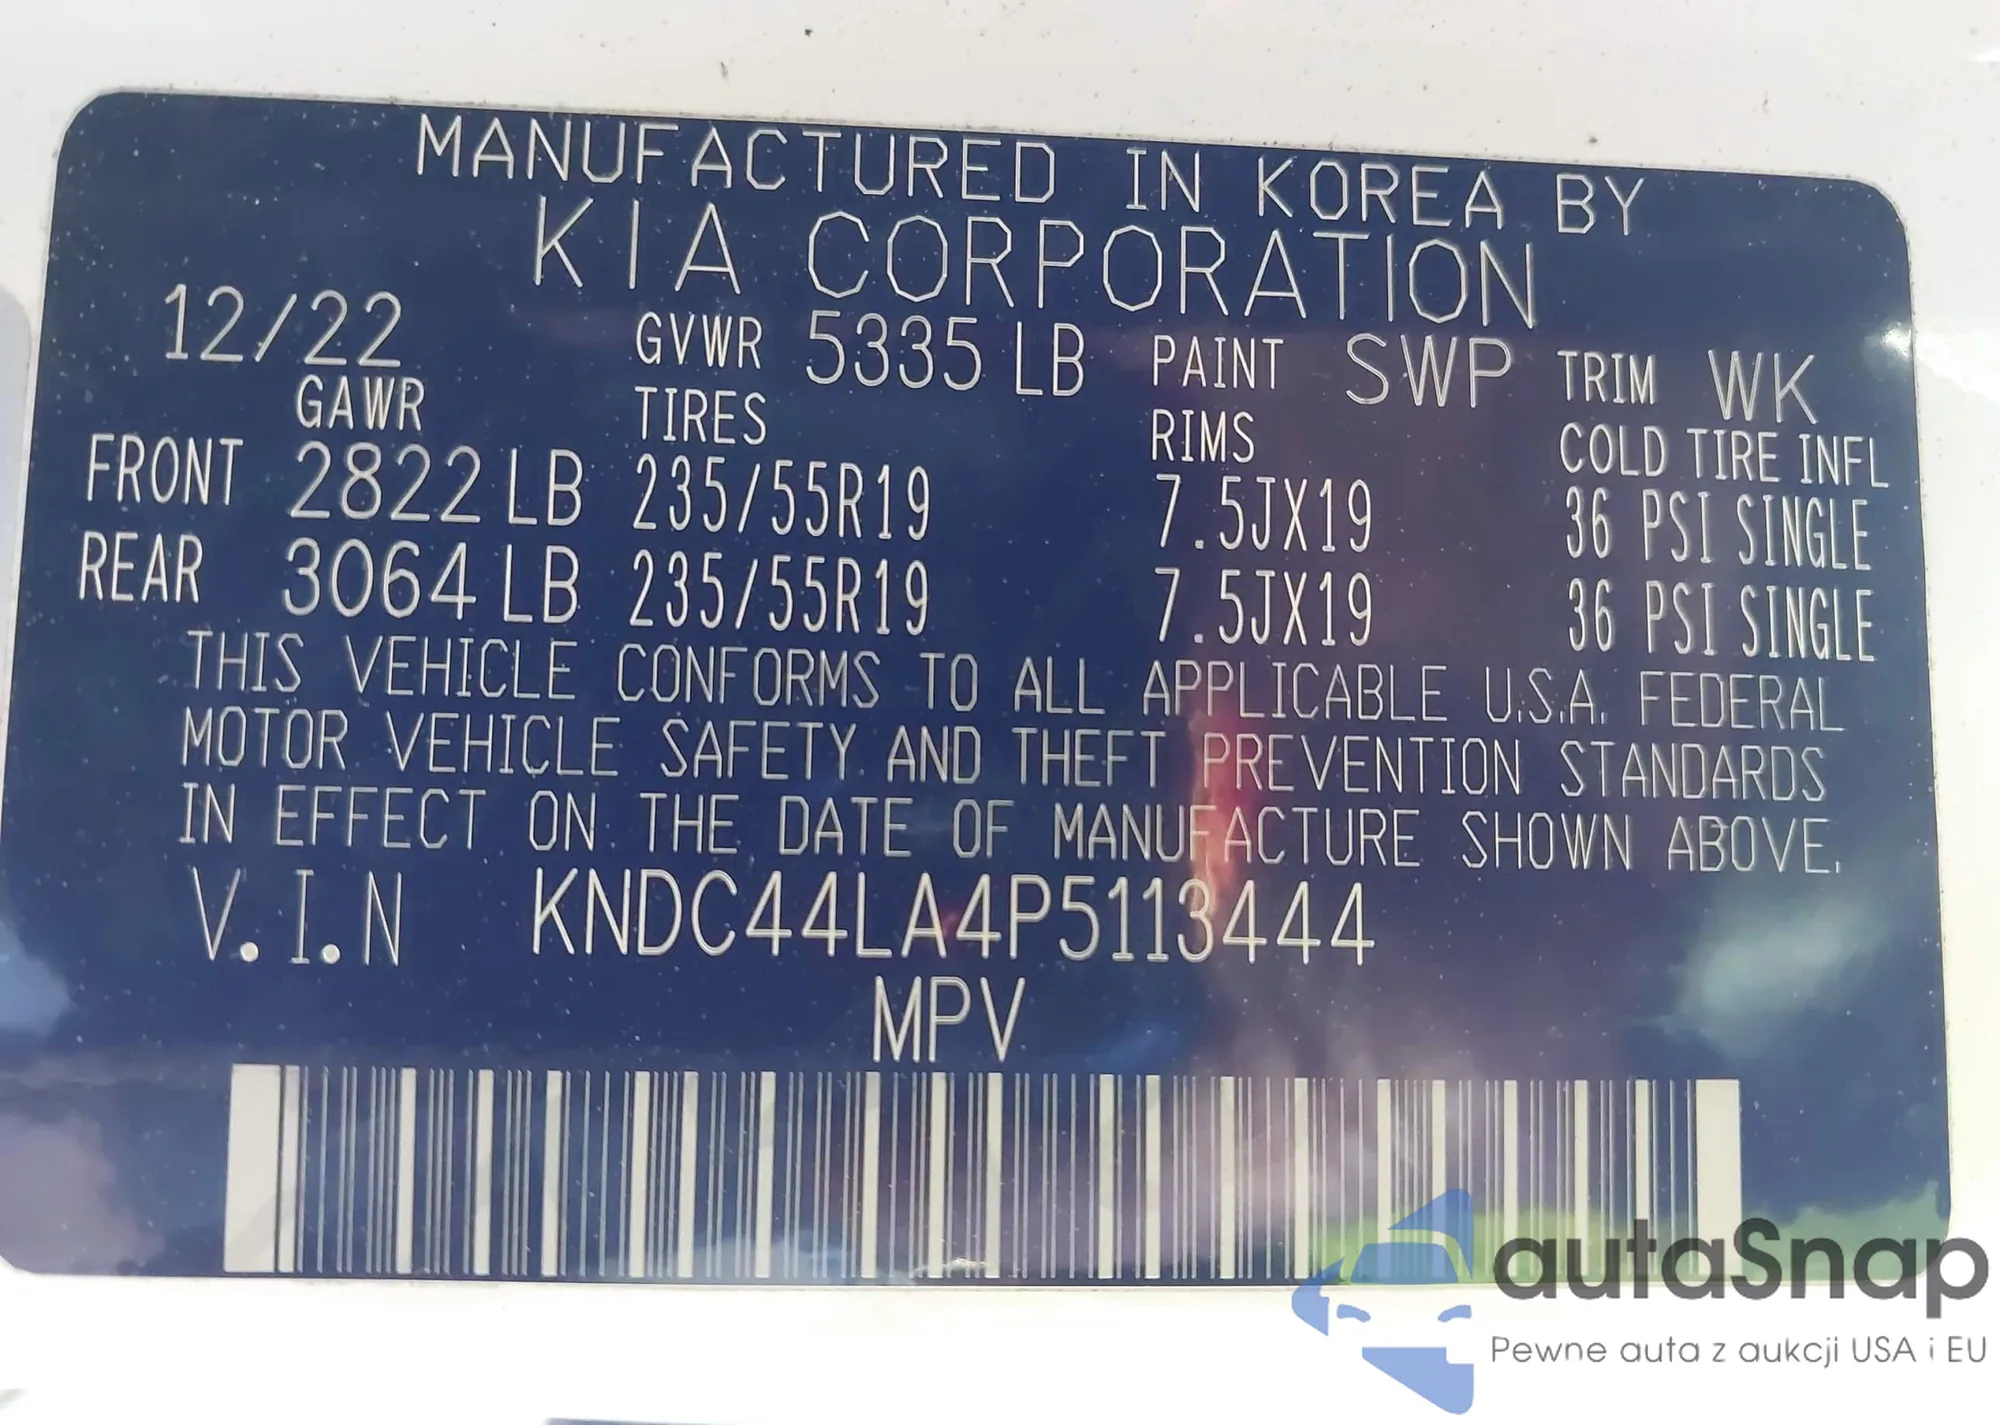 MANUFACTURED IN KOREA BY
KIA CORPORATION
12/22 GVWR 5335 LB PAINT SWP TRIM WK
GAWR TIRES RIMS COLD TIRE INFL
FRONT 2822 LB 235/55R19 7.5JX19 36 PSI SINGLE
REAR 3064 LB 235/55R19 7.5JX19 36 PSI SINGLE
THIS VEHICLE CONFORMS TO ALL APPLICABLE U.S.A. FEDERAL
MOTOR VEHICLE SAFETY AND THEFT PREVENTION STANDARDS
IN EFFECT ON THE DATE OF MANUFACTURE SHOWN ABOVE.
V.I.N KNDC44LA4P5113444
MPV
autaSnap
Pewne auta z aukcji USA i EU